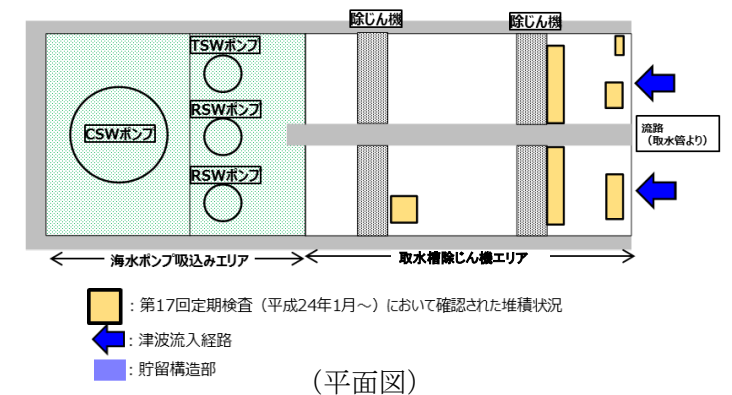 除じん機
除じん機
TSWポンプ
RSWポンプ
CSWポンプ
RSWポンプ
流路
（取水管より）
海水ポンプ吸込みエリア
取水槽除じん機エリア
：第17回定期検査（平成24年1月～）において確認された堆積状況
：津波流入経路
：貯留構造部
（平面図）